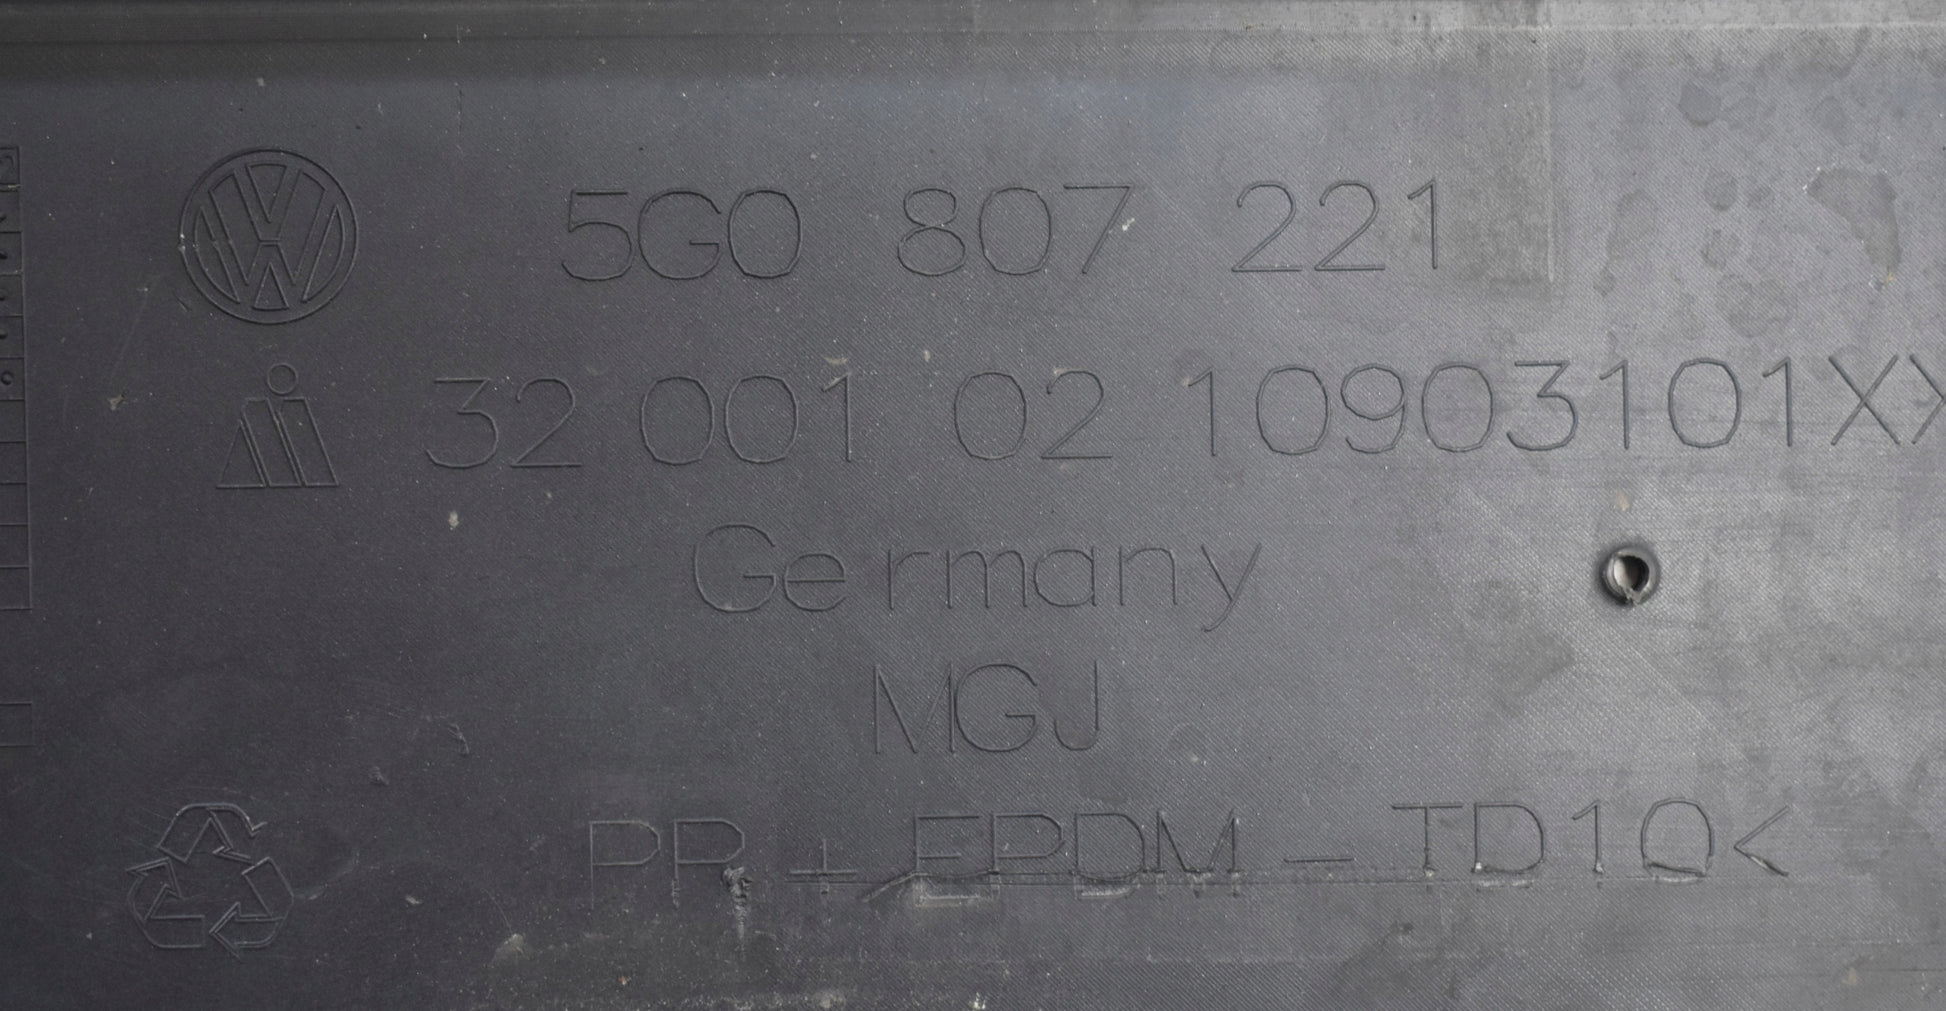 5G0 807 221
32 001 02 10903101XX
Germany
MGJ
PP + EPDM - TD10<